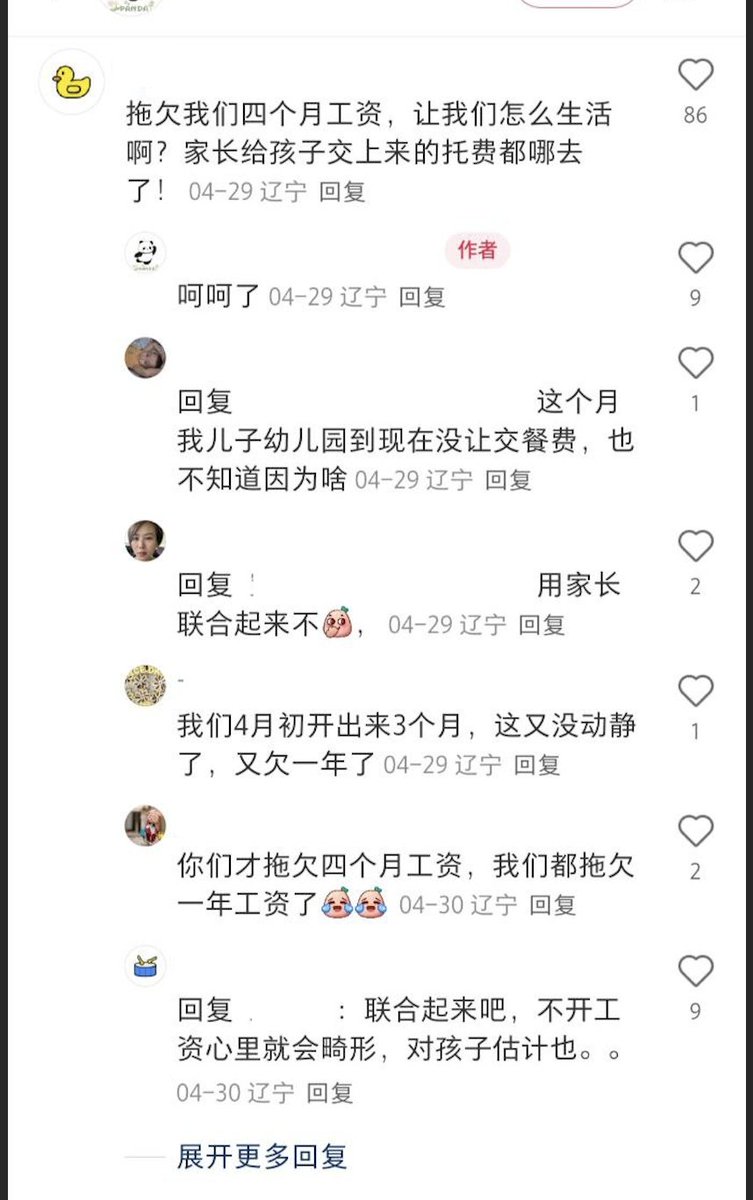 PANDA
86
拖欠我们四个月工资，让我们怎么生活
啊？家长给孩子交上来的托费都哪去
了！ 04-29 辽宁 回复
作者
呵呵了 04-29 辽宁 回复
9
回复 这个月
1
我儿子幼儿园到现在没让交餐费，也
不知道因为啥 04-29 辽宁 回复
回复 用家长
2
联合起来不， 04-29 辽宁 回复
我们4月初开出来3个月，这又没动静
1
了，又欠一年了 04-29 辽宁 回复
你们才拖欠四个月工资，我们都拖欠
2
一年工资了 04-30 辽宁 回复
回复 ：联合起来吧，不开工
9
资心里就会畸形，对孩子估计也。。
04-30 辽宁 回复
展开更多回复